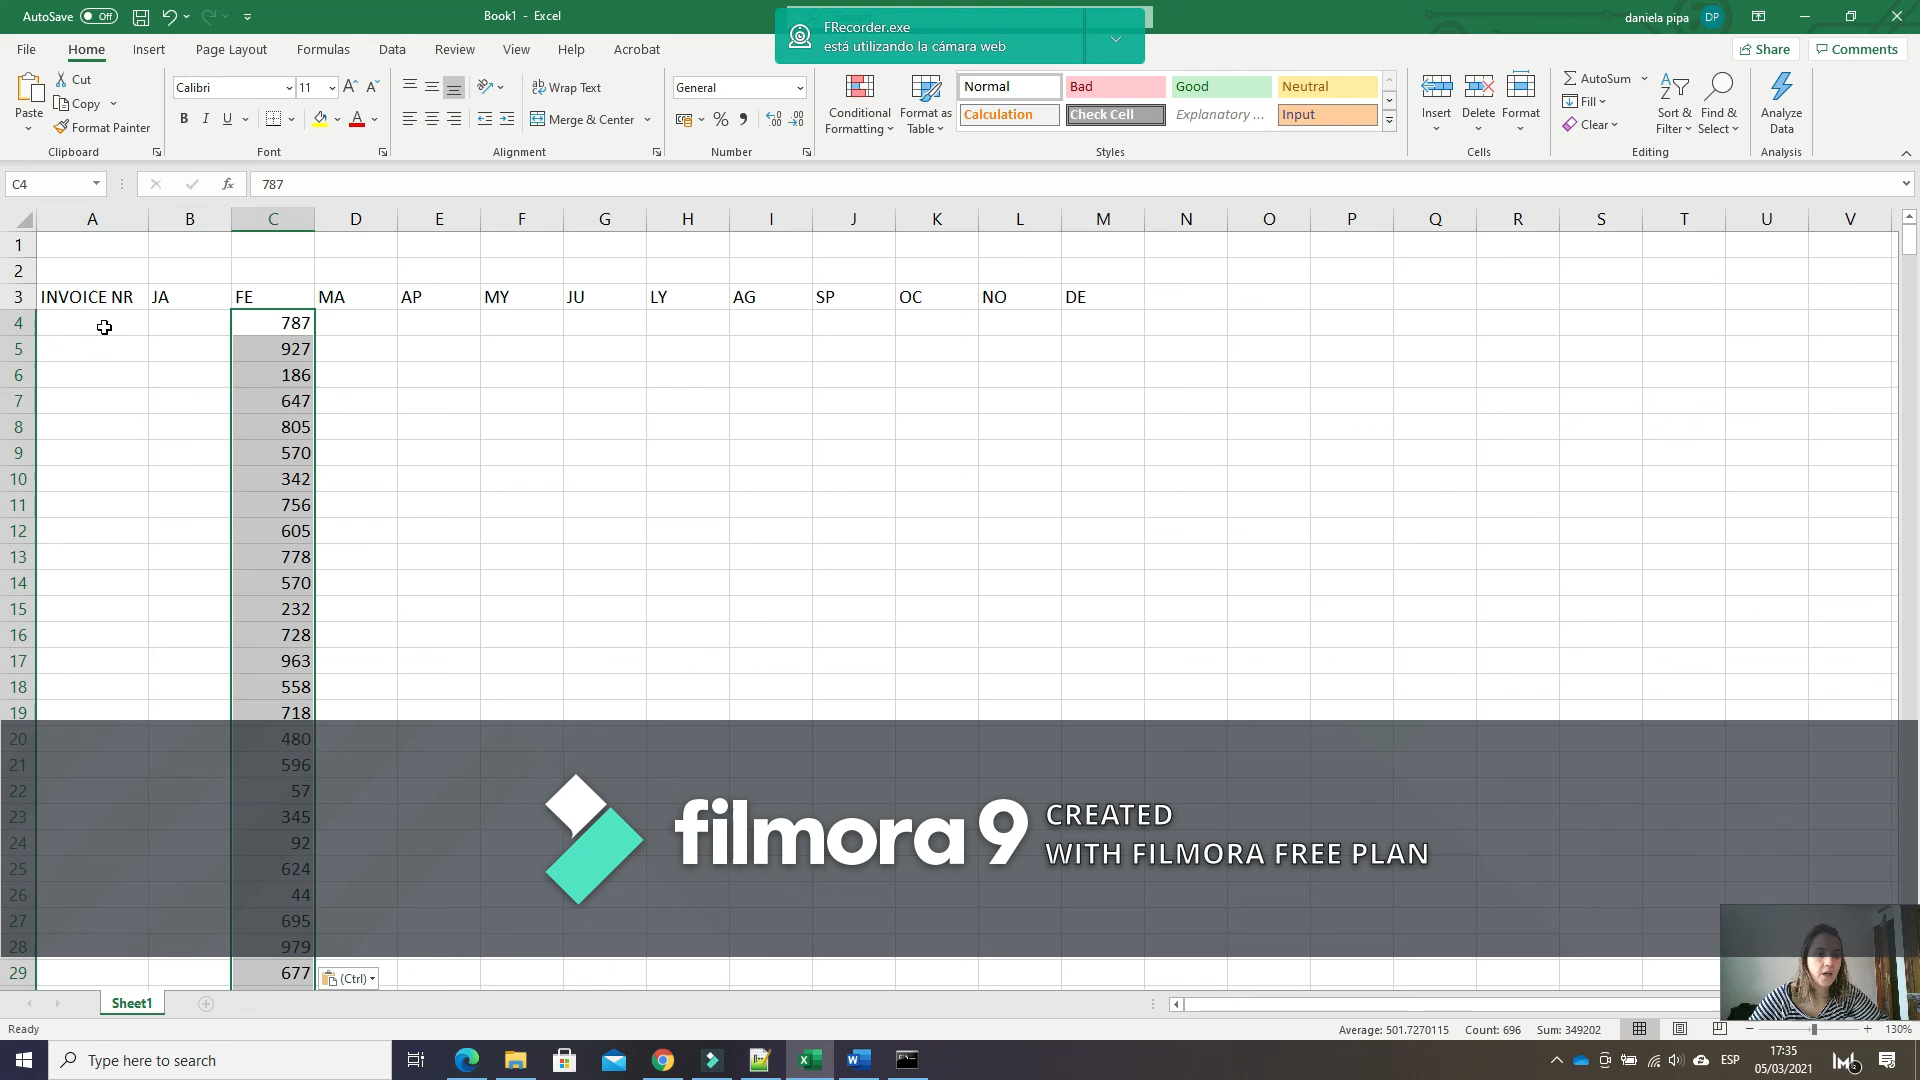 AutoSave Off Book1 - Excel daniela pipa DP
FRecorder.exe
está utilizando la cámara web
File Home Insert Page Layout Formulas Data Review View Help Acrobat Share Comments
Paste Cut Copy Format Painter Clipboard
Calibri 11 B I U Font
Wrap Text Merge & Center Alignment
General % Number
Conditional Formatting Format as Table
Normal Bad Good Neutral
Calculation Check Cell Explanatory ... Input
Styles
Insert Delete Format Cells
AutoSum Fill Clear Sort & Filter Find & Select Editing
Analyze Data Analysis
C4 fx 787
A B C D E F G H I J K L M N O P Q R S T U V
1
2
3 INVOICE NR JA FE MA AP MY JU LY AG SP OC NO DE
4 787
5 927
6 186
7 647
8 805
9 570
10 342
11 756
12 605
13 778
14 570
15 232
16 728
17 963
18 558
19 718
20 480
21 596
22 57
23 345
24 92
25 624
26 44
27 695
28 979
29 677 (Ctrl)
filmora 9 CREATED
WITH FILMORA FREE PLAN
Sheet1
Ready Average: 501.7270115 Count: 696 Sum: 349202 130%
Type here to search ESP 17:35
05/03/2021